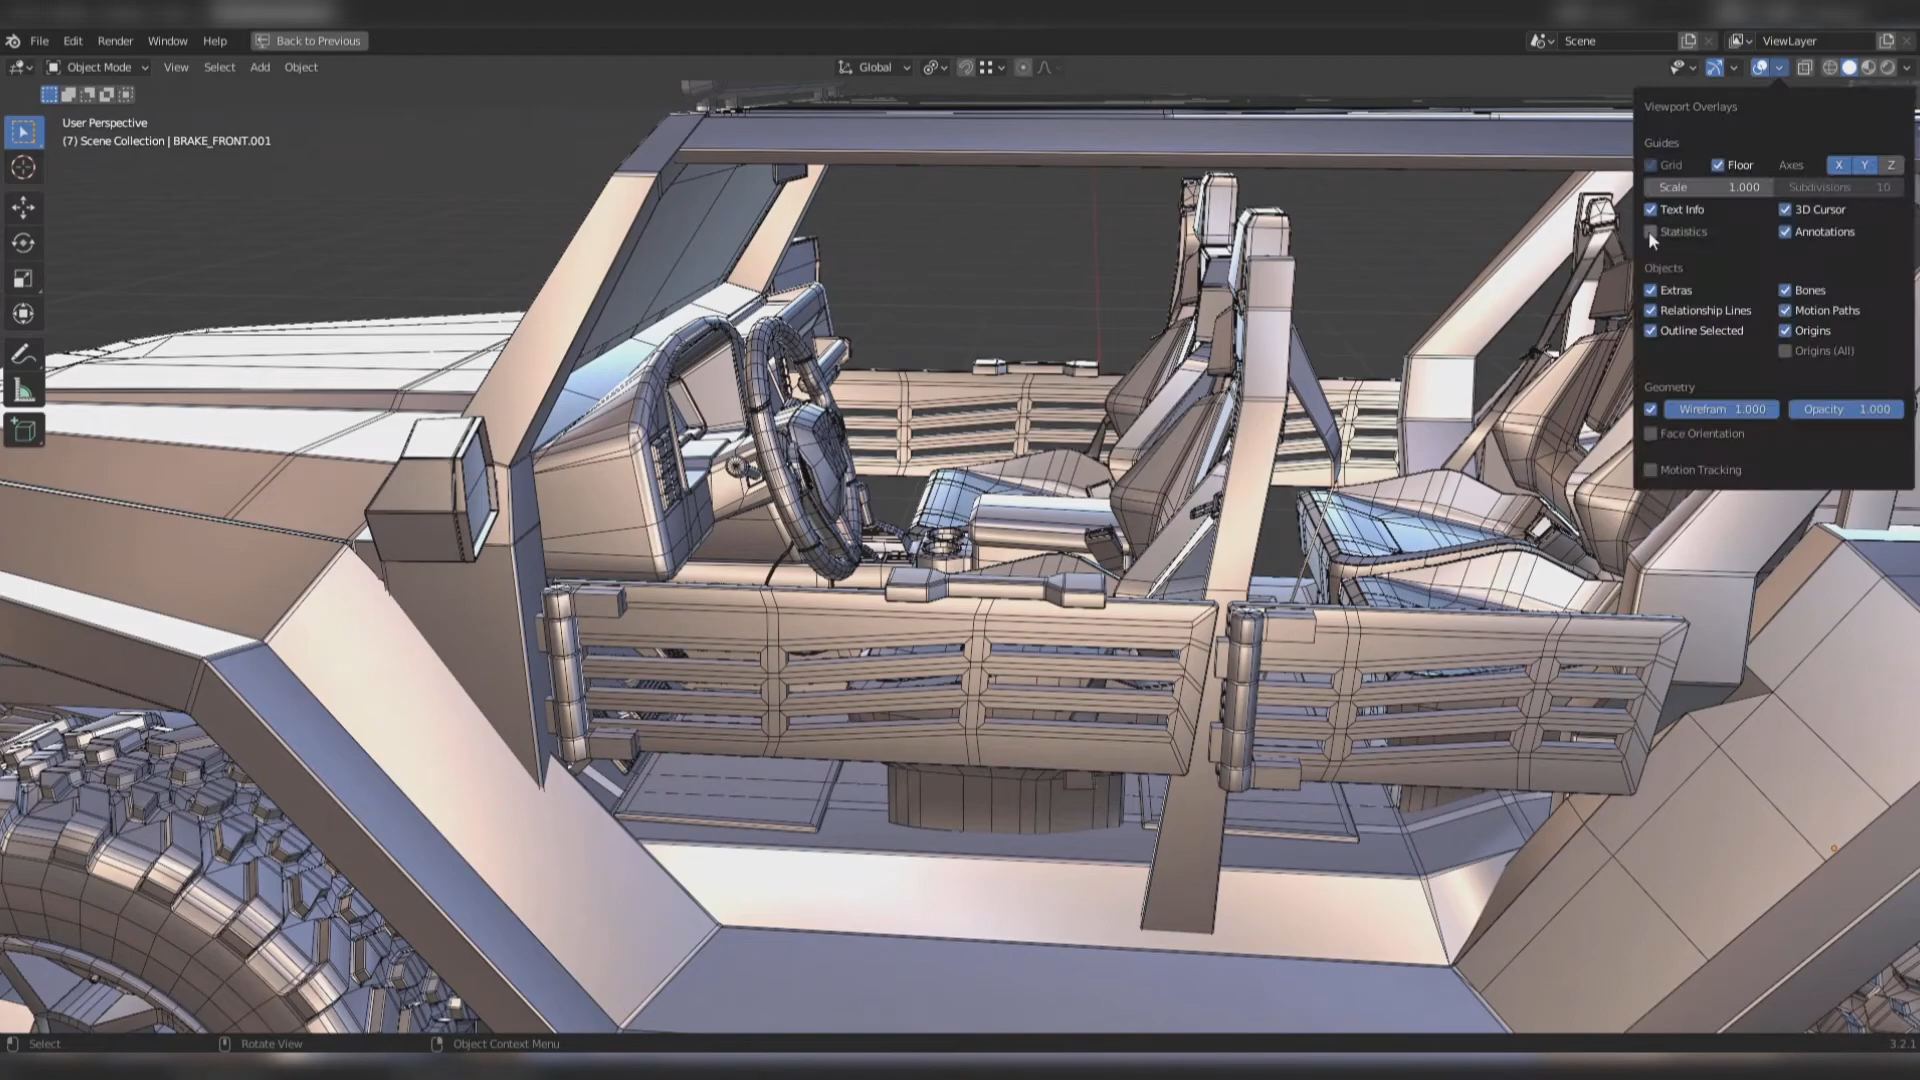 File Edit Render Window Help Back to Previous Scene ViewLayer
Object Mode View Select Add Object Global
User Perspective
(7) Scene Collection | BRAKE_FRONT.001
Viewport Overlays
Guides
Grid Floor Axes X Y Z
Scale 1.000 Subdivisions 10
Text Info 3D Cursor
Statistics Annotations
Objects
Extras Bones
Relationship Lines Motion Paths
Outline Selected Origins
Origins (All)
Geometry
Wirefram 1.000 Opacity 1.000
Face Orientation
Motion Tracking
Select Rotate View Object Context Menu 3.2.1